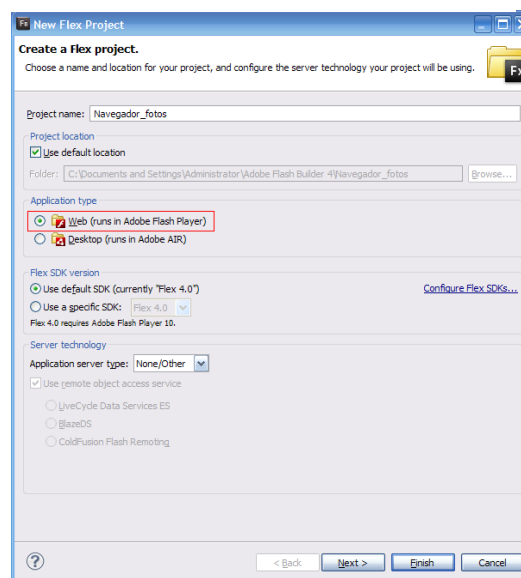 New Flex Project
Create a Flex project.
Choose a name and location for your project, and configure the server technology your project will be using.
Fx
Project name: Navegador_fotos
Project location
Use default location
Folder: C:\Documents and Settings\Administrator\Adobe Flash Builder 4\Navegador_fotos Browse...
Application type
Web (runs in Adobe Flash Player)
Desktop (runs in Adobe AIR)
Flex SDK version
Use default SDK (currently "Flex 4.0") Configure Flex SDKs...
Use a specific SDK: Flex 4.0
Flex 4.0 requires Adobe Flash Player 10.
Server technology
Application server type: None/Other
Use remote object access service
LiveCycle Data Services ES
BlazeDS
ColdFusion Flash Remoting
? < Back Next > Finish Cancel